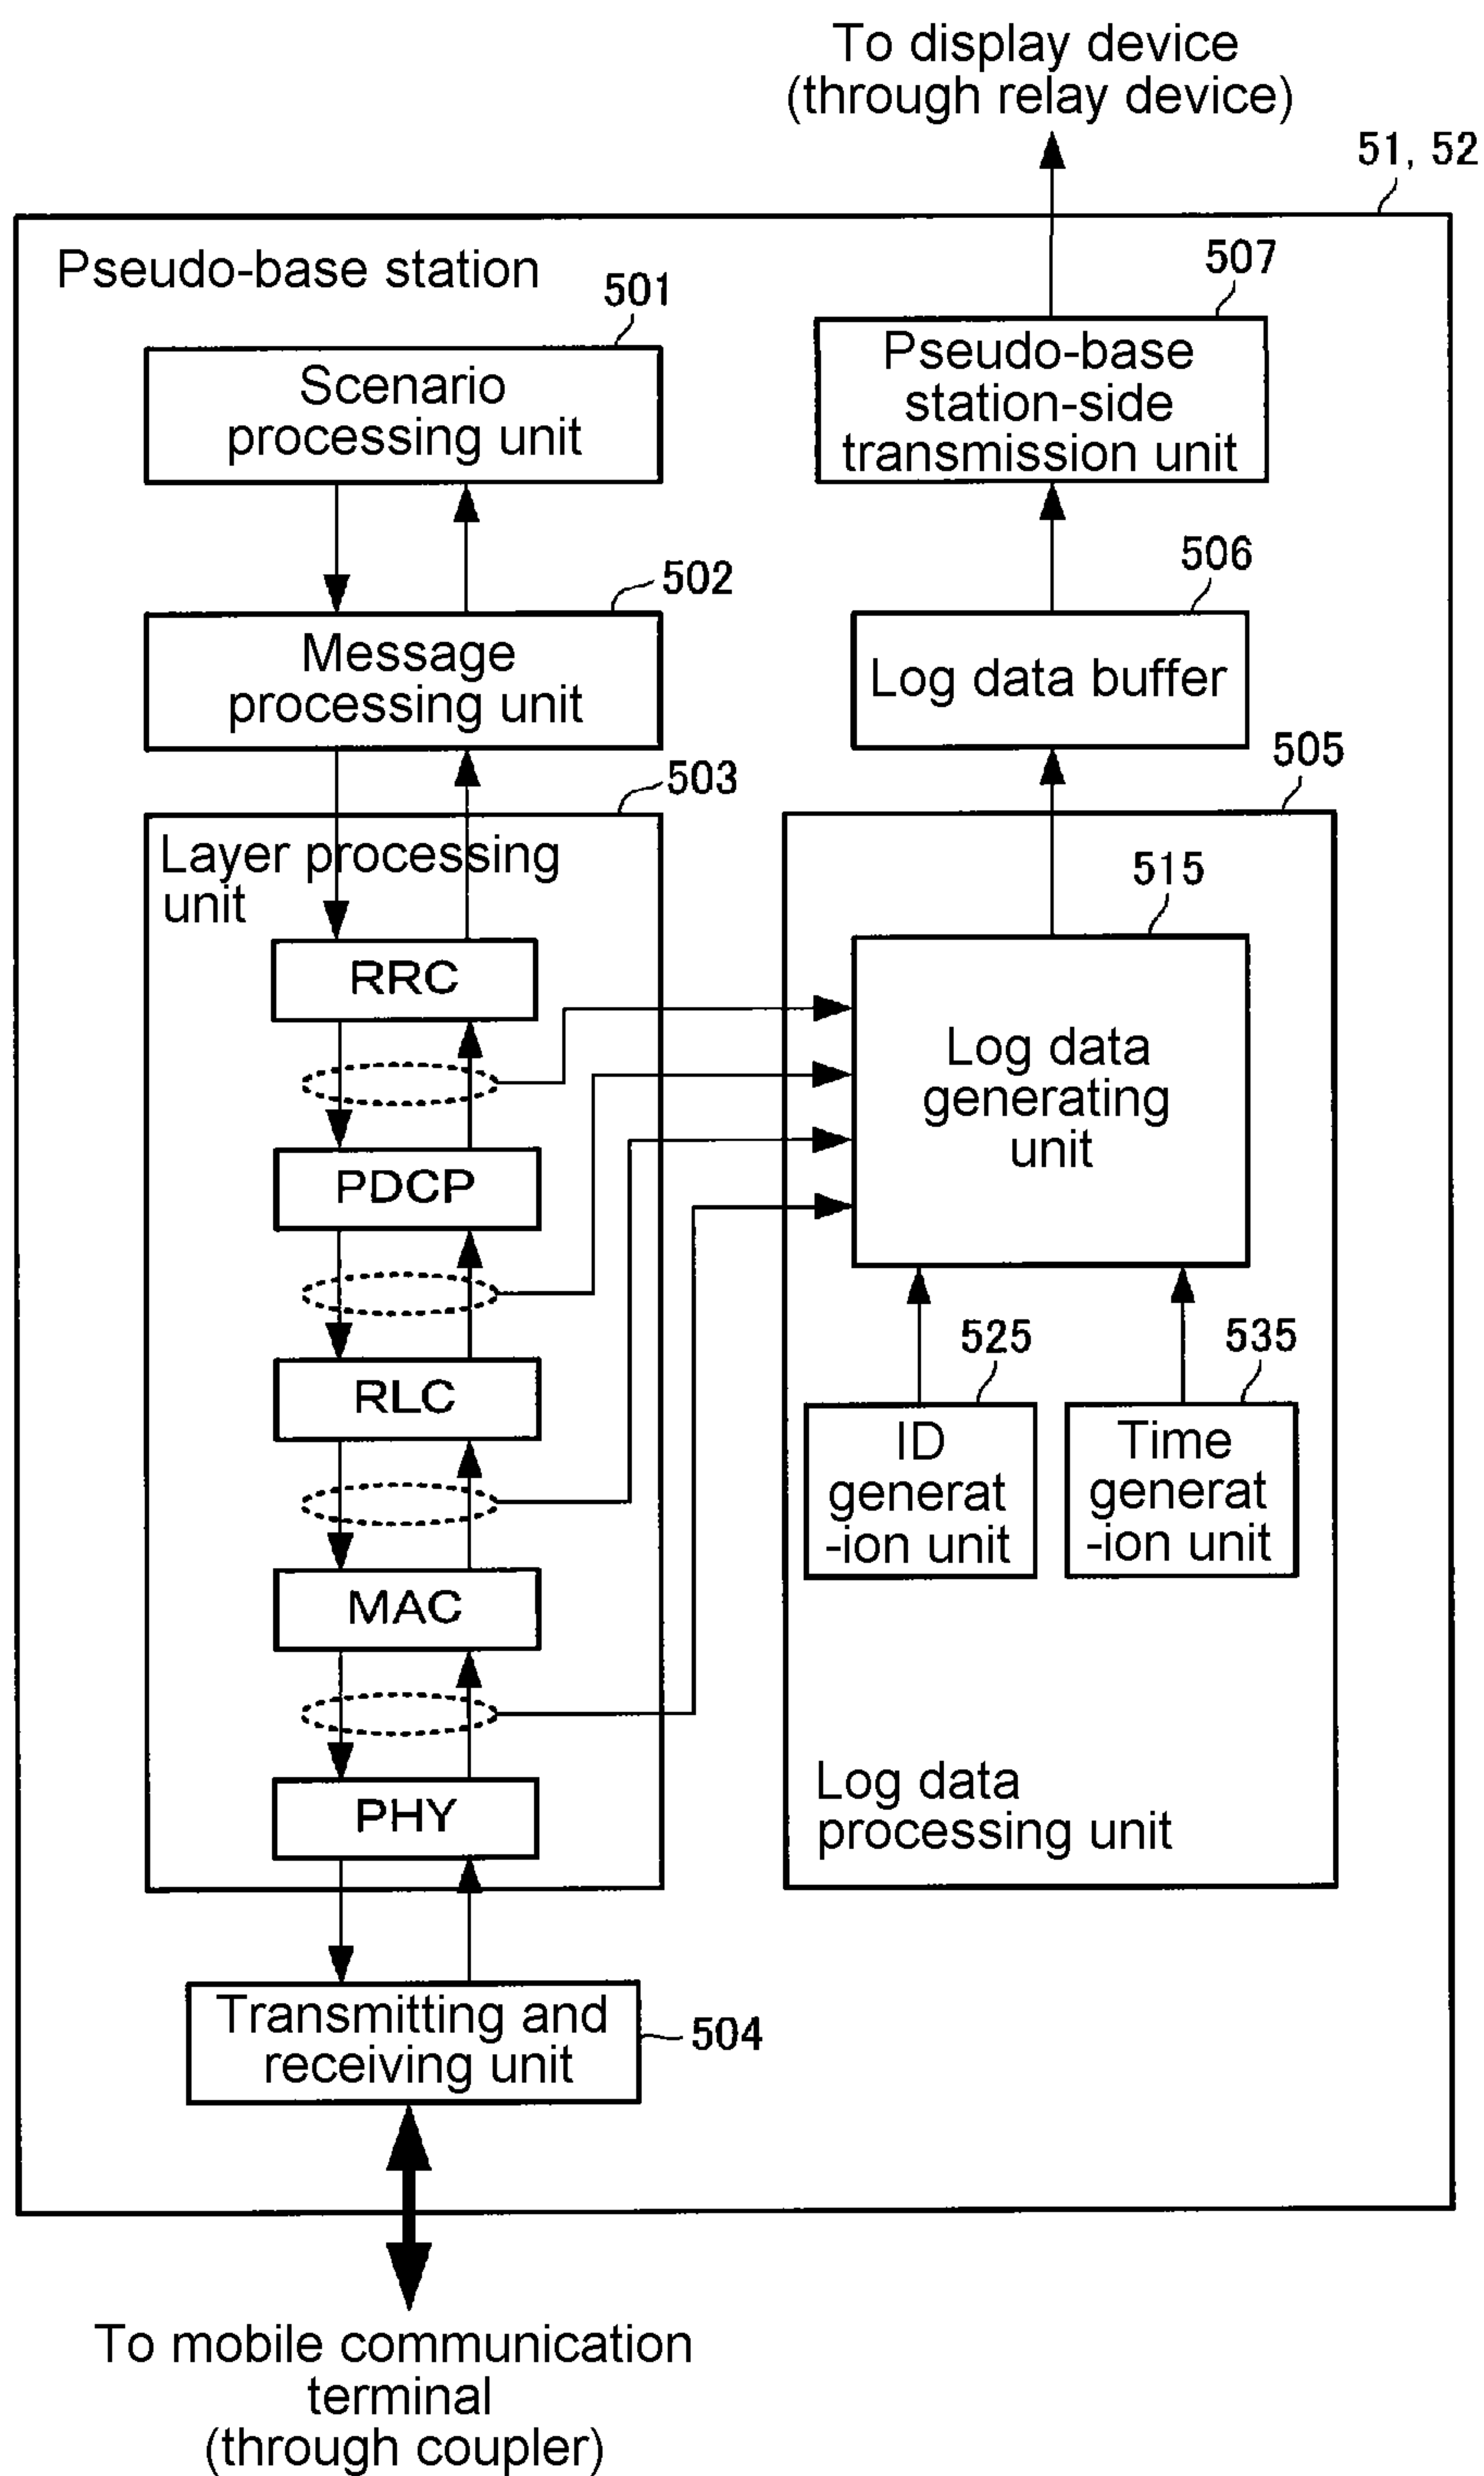 To display device
(through relay device)
51, 52
Pseudo-base station
501
Scenario
processing unit
507
Pseudo-base
station-side
transmission unit
502
Message
processing unit
506
Log data buffer
503
Layer processing
unit
505
515
RRC
Log data
generating
unit
PDCP
RLC
525
ID
generat
-ion unit
535
Time
generat
-ion unit
MAC
PHY
Log data
processing unit
Transmitting and
receiving unit
504
To mobile communication
terminal
(through coupler)